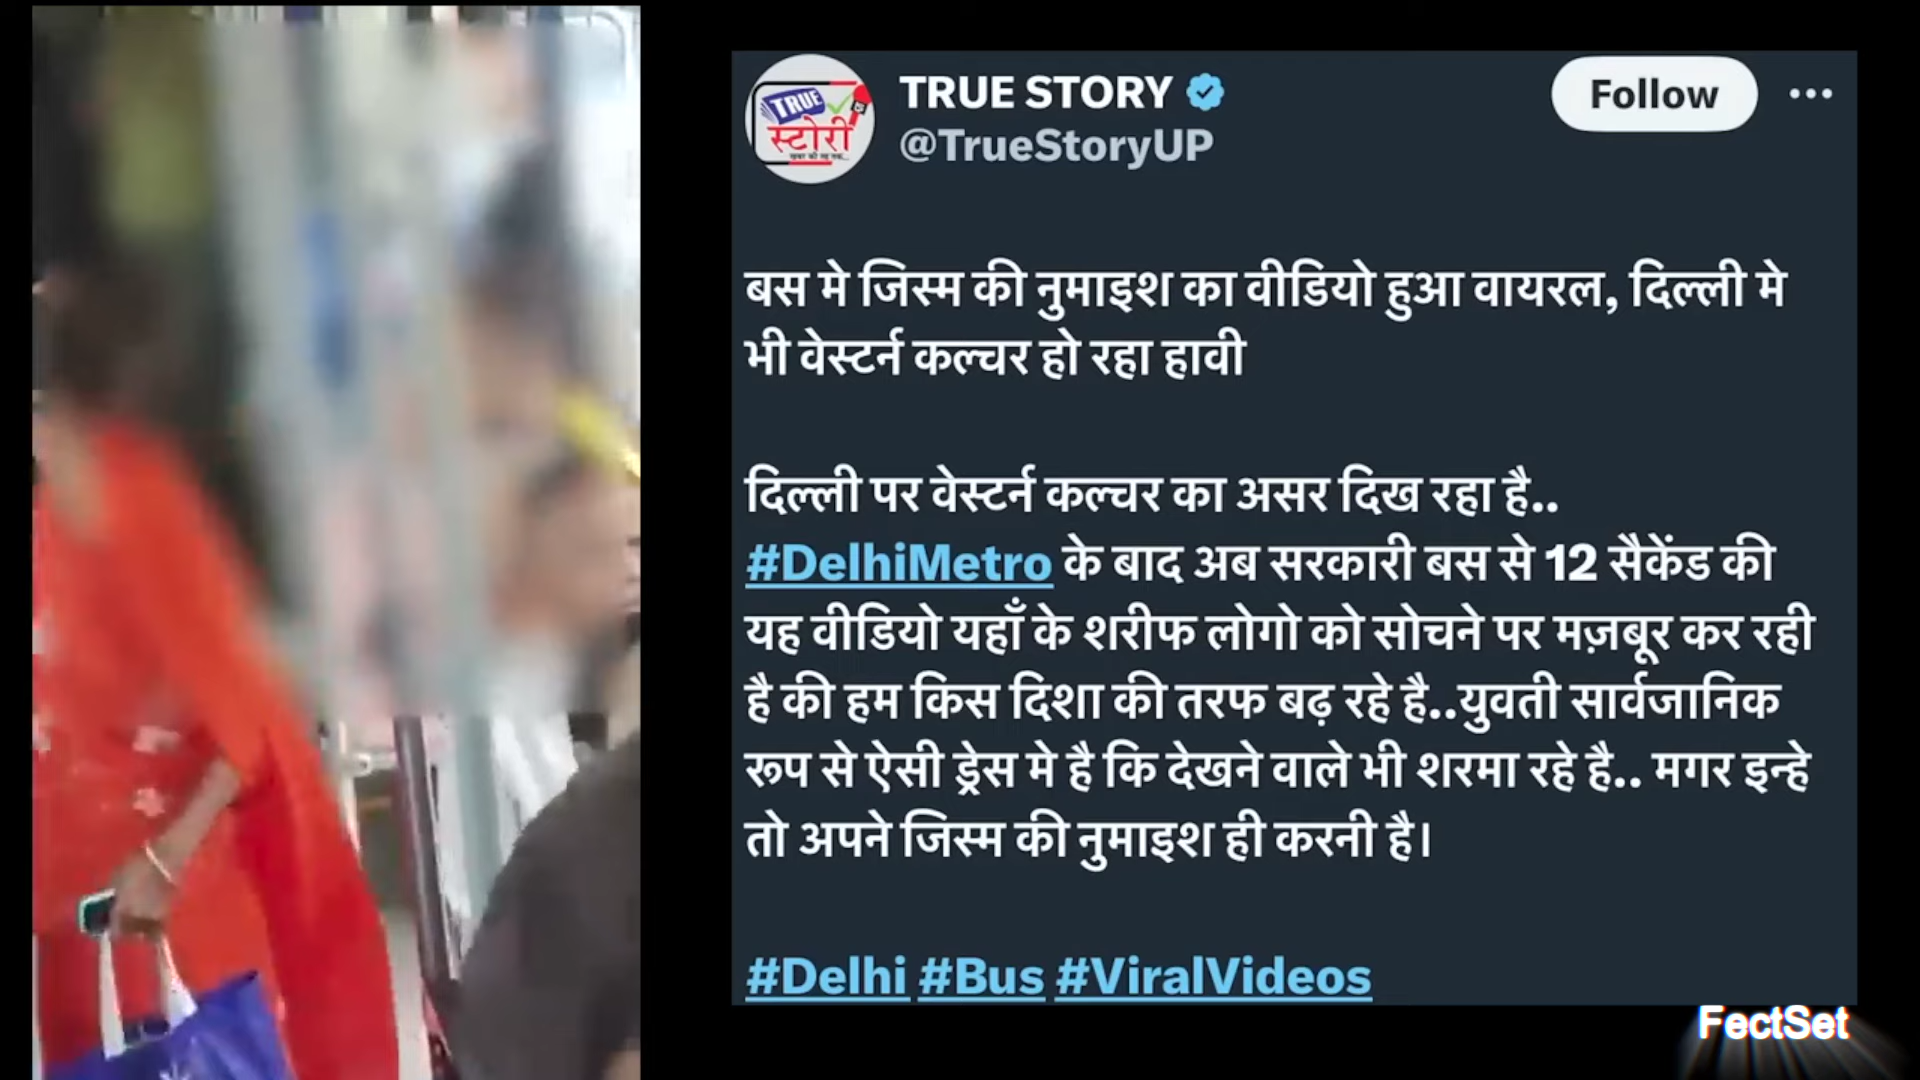 TRUE STORY
@TrueStoryUP
Follow
TRUE
स्टोरी
बस मे जिस्म की नुमाइश का वीडियो हुआ वायरल, दिल्ली मे
भी वेस्टर्न कल्चर हो रहा हावी
दिल्ली पर वेस्टर्न कल्चर का असर दिख रहा है..
#DelhiMetro के बाद अब सरकारी बस से 12 सैकेंड की
यह वीडियो यहाँ के शरीफ लोगो को सोचने पर मज़बूर कर रही
है की हम किस दिशा की तरफ बढ़ रहे है..युवती सार्वजानिक
रूप से ऐसी ड्रेस मे है कि देखने वाले भी शरमा रहे है.. मगर इन्हे
तो अपने जिस्म की नुमाइश ही करनी है।
#Delhi #Bus #ViralVideos
FectSet